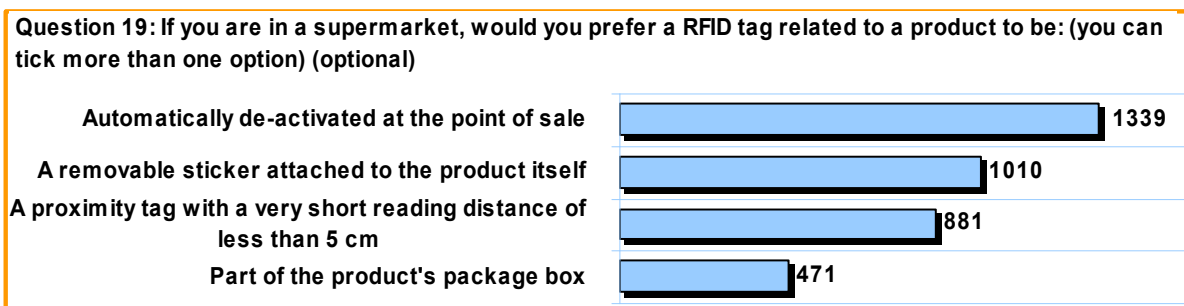 Question 19: If you are in a supermarket, would you prefer a RFID tag related to a product to be: (you can
tick more than one option) (optional)
Automatically de-activated at the point of sale 1339
A removable sticker attached to the product itself 1010
A proximity tag with a very short reading distance of
less than 5 cm 881
Part of the product's package box 471